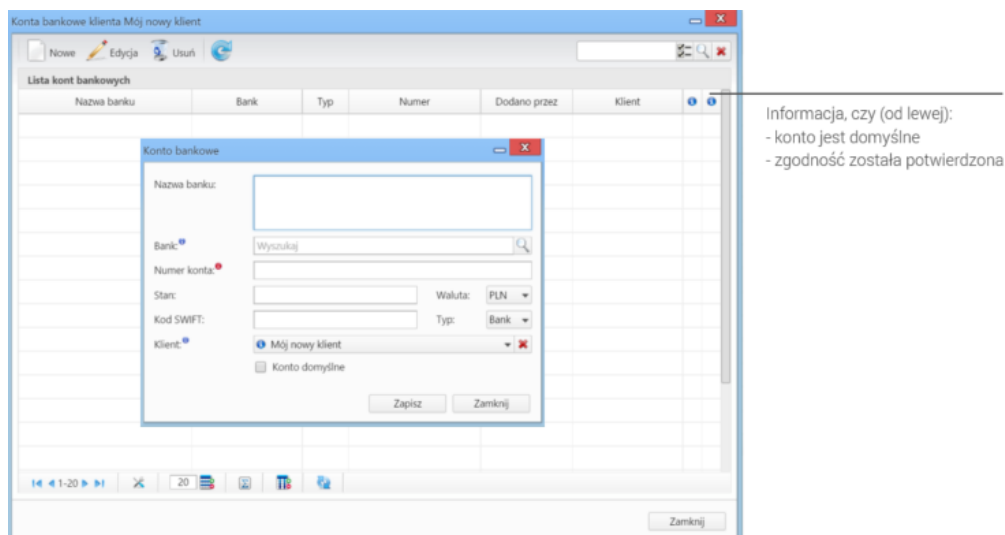 Konta bankowe klienta Mój nowy klient
Nowe Edycja Usuń
Lista kont bankowych
Nazwa banku Bank Typ Numer Dodano przez Klient
Informacja, czy (od lewej):
- konto jest domyślne
- zgodność została potwierdzona
Konto bankowe
Nazwa banku:
Bank: Wyszukaj
Numer konta:
Stan: Waluta: PLN
Kod SWIFT: Typ: Bank
Klient: Mój nowy klient
Konto domyślne
Zapisz Zamknij
1-20 20
Zamknij